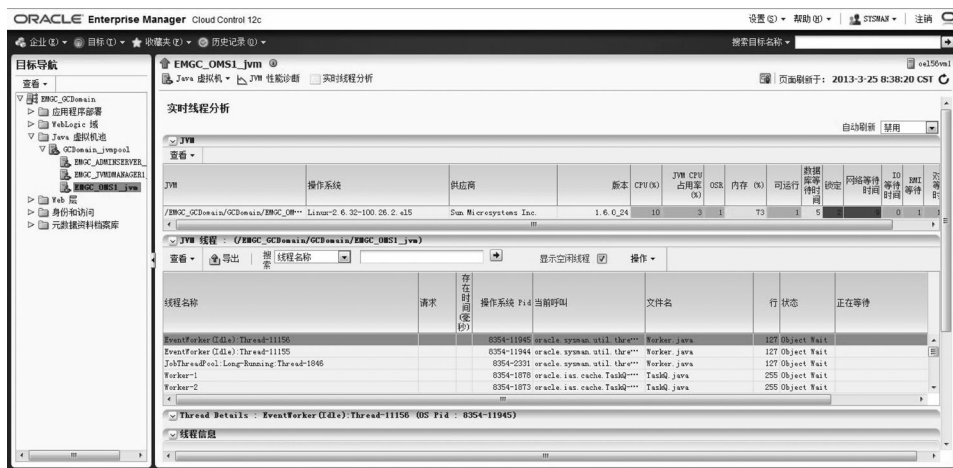 ORACLE Enterprise Manager Cloud Control 12c
设置(S) 帮助(H) SYSMAN 注销
企业(E) 目标(T) 收藏夹(F) 历史记录(O)
搜索目标名称
目标导航
查看
EMGC_GCDomain
应用程序部署
WebLogic 域
Java 虚拟机池
GCDomain_jvmpool
EMGC_ADMINSERVER_
EMGC_JVMDMANAGER1_
EMGC_OMS1_jvm
Web 层
身份和访问
元数据资料档案库
EMGC_OMS1_jvm
oel56vm1
Java 虚拟机 JVM 性能诊断 实时线程分析
页面刷新于: 2013-3-25 8:38:20 CST
实时线程分析
自动刷新 禁用
JVM
查看
JVM 操作系统 供应商 版本 CPU(%) JVM CPU 占用率 (%) OSR 内存 (%) 可运行 数据库等待时间 锁定 网络等待时间 IO 等待时间 RMI 等待
/EMGC_GCDomain/GCDomain/EMGC_OM... Linux-2.6.32-100.26.2.el5 Sun Microsystems Inc. 1.6.0_24 10 3 1 73 1 5 0 1
JVM 线程 : (/EMGC_GCDomain/GCDomain/EMGC_OMS1_jvm)
查看 导出 搜索 线程名称 显示空闲线程 操作
线程名称 请求 存在时间(毫秒) 操作系统 Pid 当前呼叫 文件名 行 状态 正在等待
EventWorker(Idle):Thread-11156 8354-11945 oracle.sysman.util.thre... Worker.java 127 Object Wait
EventWorker(Idle):Thread-11155 8354-11944 oracle.sysman.util.thre... Worker.java 127 Object Wait
JobThreadPool:Long-Running:Thread-1846 8354-2331 oracle.sysman.util.thre... Worker.java 127 Object Wait
Worker-1 8354-1878 oracle.ias.cache.TaskQ-... TaskQ.java 255 Object Wait
Worker-2 8354-1873 oracle.ias.cache.TaskQ-... TaskQ.java 255 Object Wait
Thread Details : EventWorker(Idle):Thread-11156 (OS Pid : 8354-11945)
线程信息